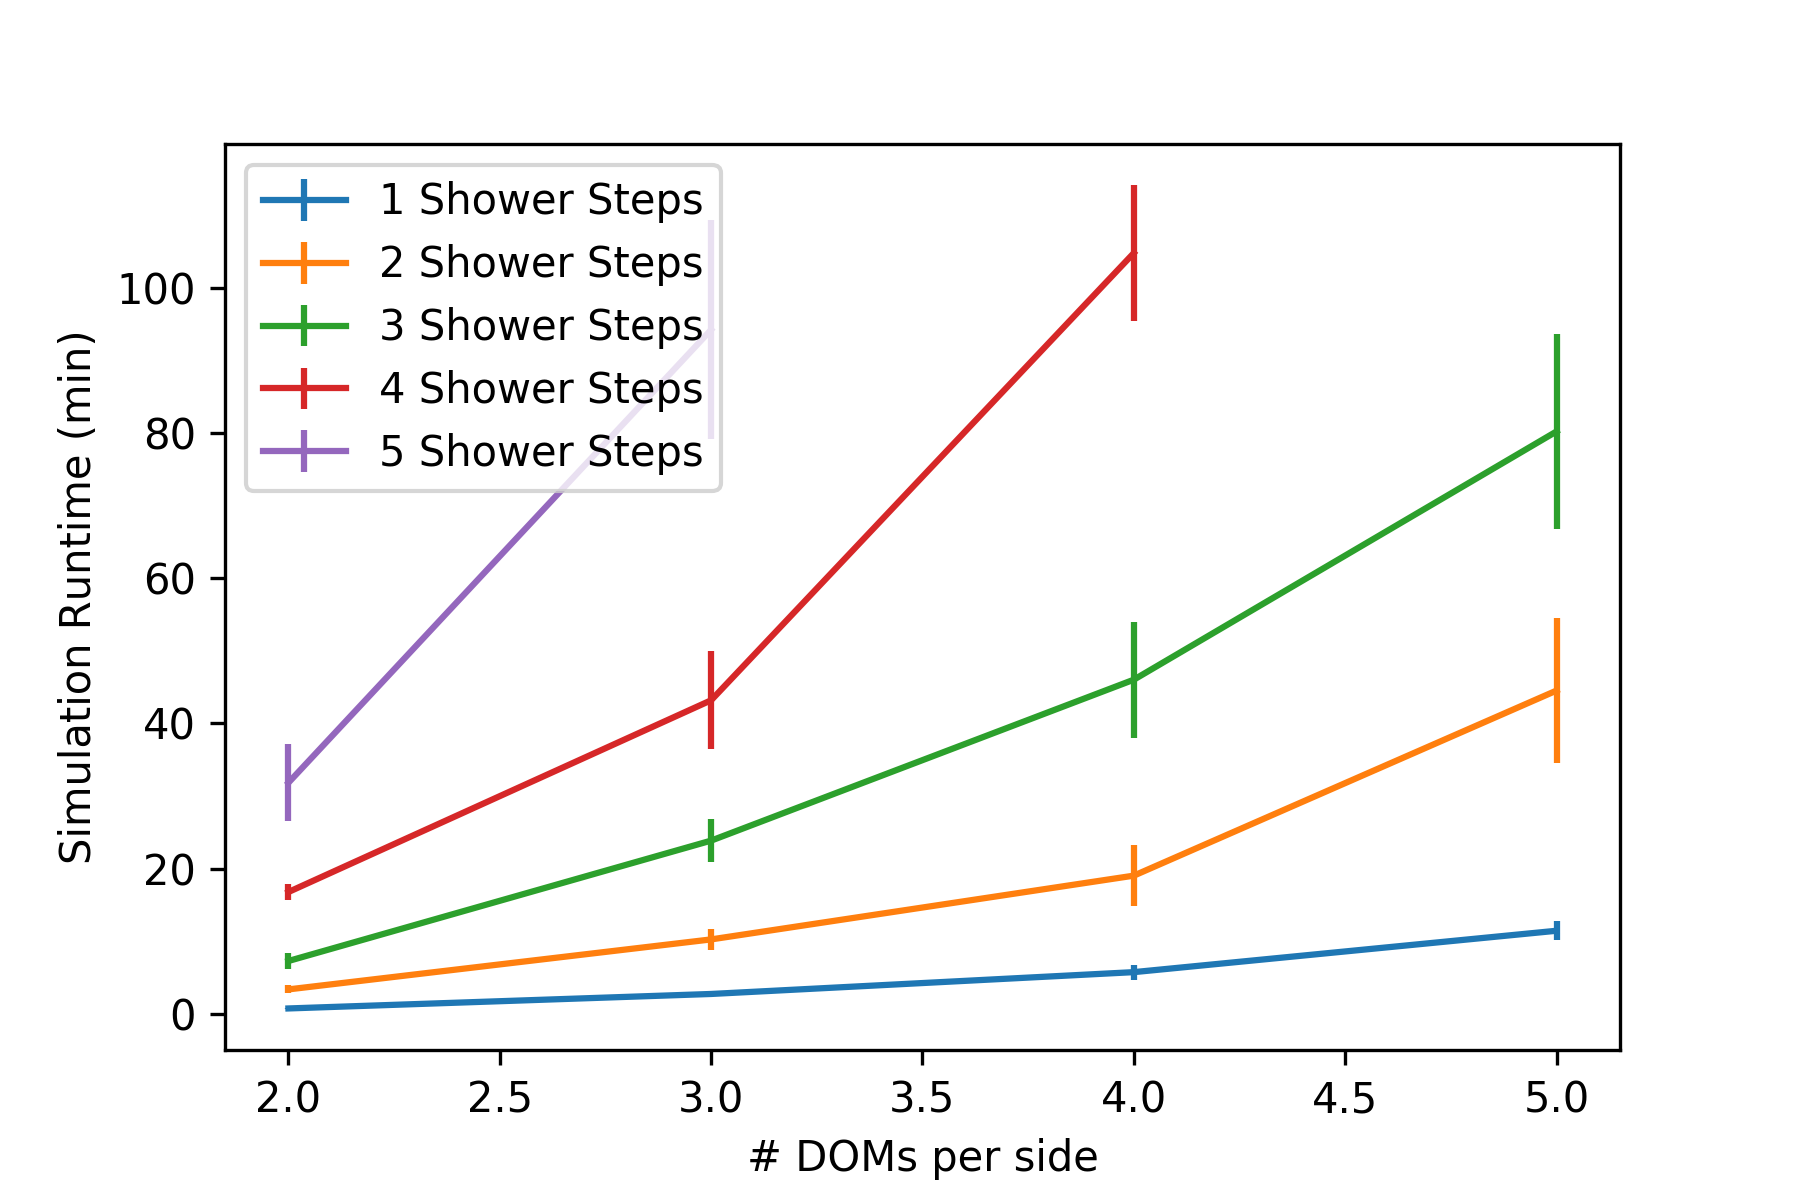 1 Shower Steps
2 Shower Steps
3 Shower Steps
4 Shower Steps
5 Shower Steps
100
80
60
40
20
0
Simulation Runtime (min)
2.0 2.5 3.0 3.5 4.0 4.5 5.0
# DOMs per side